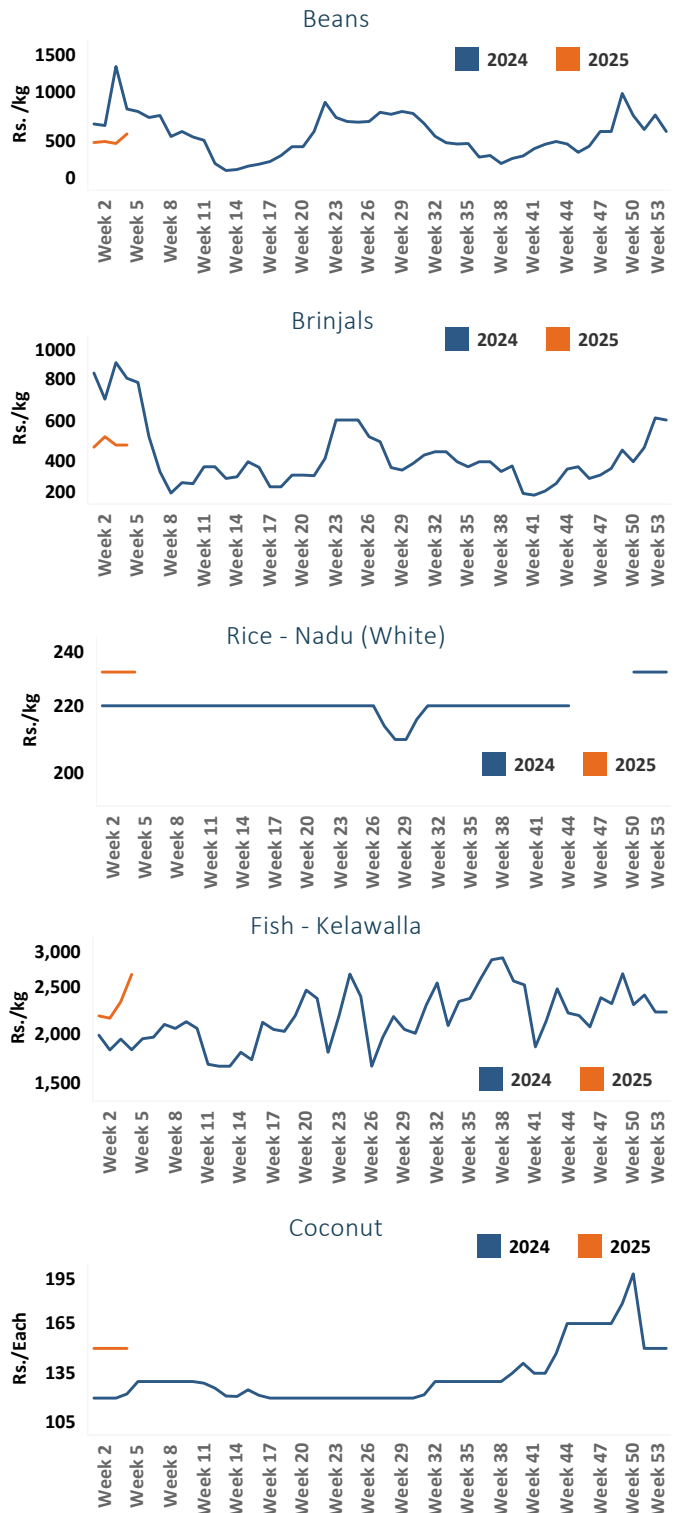 Beans
2024 2025
Rs. /kg
1500
1000
500
0
Week 2 Week 5 Week 8 Week 11 Week 14 Week 17 Week 20 Week 23 Week 26 Week 29 Week 32 Week 35 Week 38 Week 41 Week 44 Week 47 Week 50 Week 53
Brinjals
2024 2025
Rs./kg
1000
800
600
400
200
Week 2 Week 5 Week 8 Week 11 Week 14 Week 17 Week 20 Week 23 Week 26 Week 29 Week 32 Week 35 Week 38 Week 41 Week 44 Week 47 Week 50 Week 53
Rice - Nadu (White)
Rs./kg
240
220
200
2024 2025
Week 2 Week 5 Week 8 Week 11 Week 14 Week 17 Week 20 Week 23 Week 26 Week 29 Week 32 Week 35 Week 38 Week 41 Week 44 Week 47 Week 50 Week 53
Fish - Kelawalla
Rs./kg
3,000
2,500
2,000
1,500
2024 2025
Week 2 Week 5 Week 8 Week 11 Week 14 Week 17 Week 20 Week 23 Week 26 Week 29 Week 32 Week 35 Week 38 Week 41 Week 44 Week 47 Week 50 Week 53
Coconut
2024 2025
Rs./Each
195
165
135
105
Week 2 Week 5 Week 8 Week 11 Week 14 Week 17 Week 20 Week 23 Week 26 Week 29 Week 32 Week 35 Week 38 Week 41 Week 44 Week 47 Week 50 Week 53